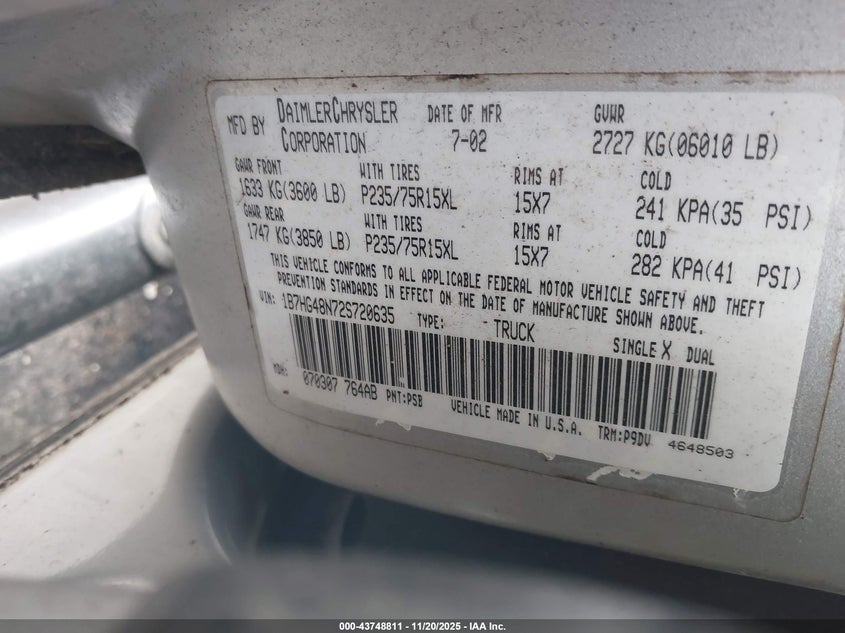 MFD BY DAIMLERCHRYSLER CORPORATION DATE OF MFR 7-02 GVWR 2727 KG(06010 LB)
GAWR FRONT WITH TIRES RIMS AT COLD
1633 KG(3600 LB) P235/75R15XL 15X7 241 KPA(35 PSI)
GAWR REAR WITH TIRES RIMS AT COLD
1747 KG(3850 LB) P235/75R15XL 15X7 282 KPA(41 PSI)
THIS VEHICLE CONFORMS TO ALL APPLICABLE FEDERAL MOTOR VEHICLE SAFETY AND THEFT
PREVENTION STANDARDS IN EFFECT ON THE DATE OF MANUFACTURE SHOWN ABOVE.
VIN: 1B7HG48N72S720635 TYPE: TRUCK SINGLE X DUAL
MDH: 070307 764AB PNT:PSB VEHICLE MADE IN U.S.A. TRM:P9DV 4648503
000-43748811 - 11/20/2025 - IAA Inc.